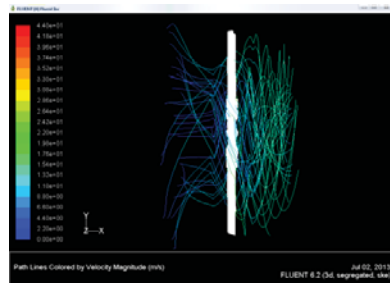 4.18e+01
3.96e+01
3.74e+01
3.52e+01
3.30e+01
3.08e+01
2.86e+01
2.64e+01
2.42e+01
2.20e+01
1.98e+01
1.76e+01
1.54e+01
1.32e+01
1.10e+01
8.80e+00
6.60e+00
4.40e+00
2.20e+00
0.00e+00
Y
Z X
Path Lines Colored by Velocity Magnitude (m/s)
Jul 02, 2013
FLUENT 6.2 (3d, segregated, ske)